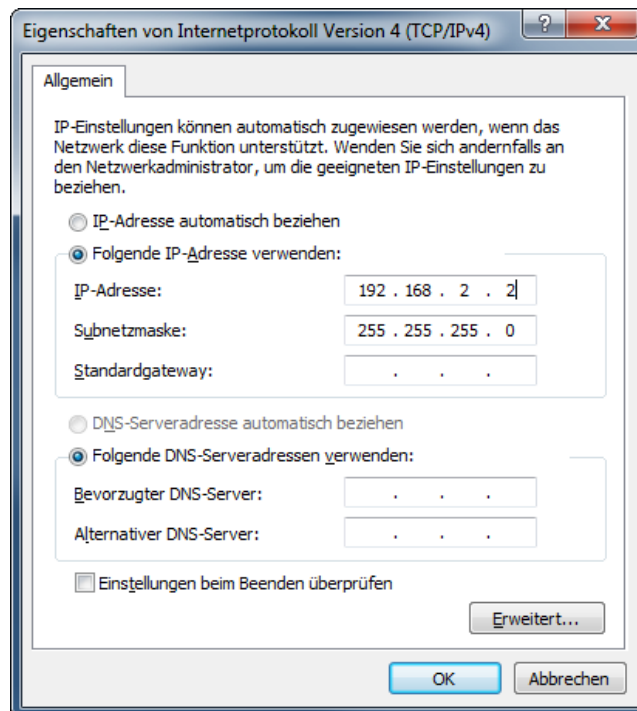 Eigenschaften von Internetprotokoll Version 4 (TCP/IPv4)
Allgemein
IP-Einstellungen können automatisch zugewiesen werden, wenn das
Netzwerk diese Funktion unterstützt. Wenden Sie sich andernfalls an
den Netzwerkadministrator, um die geeigneten IP-Einstellungen zu
beziehen.
IP-Adresse automatisch beziehen
Folgende IP-Adresse verwenden:
IP-Adresse: 192 . 168 . 2 . 2
Subnetzmaske: 255 . 255 . 255 . 0
Standardgateway: . . .
DNS-Serveradresse automatisch beziehen
Folgende DNS-Serveradressen verwenden:
Bevorzugter DNS-Server: . . .
Alternativer DNS-Server: . . .
Einstellungen beim Beenden überprüfen
Erweitert...
OK Abbrechen